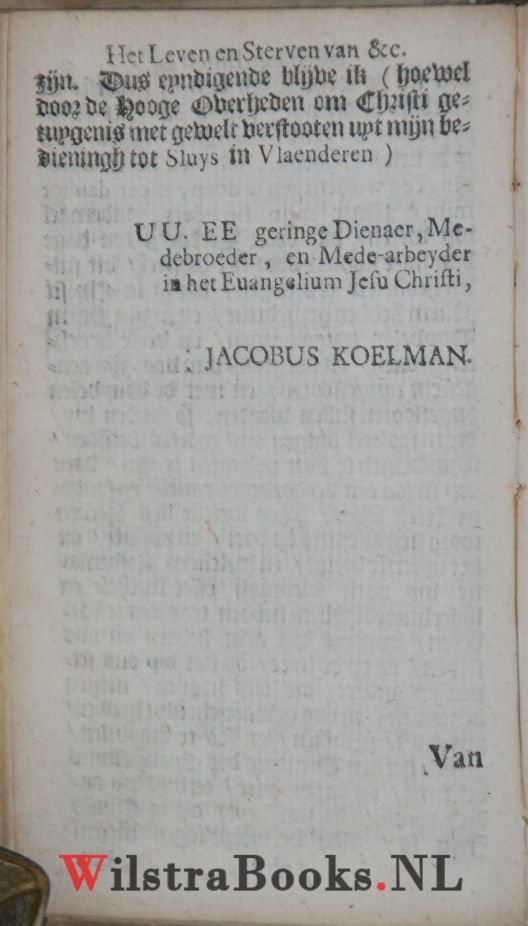 Het Leven en Sterven van &c.
zijn. Dus eyndigende blijve ik ( hoewel
door de Hooge Overheden om Christi ge-
tuygenis met gewelt verstooten uyt mijn be-
dieningh tot Sluys in Vlaenderen )
UU. EE geringe Dienaer, Me-
debroeder, en Mede-arbeyder
in het Euangelium Jesu Christi,
JACOBUS KOELMAN.
Van
WilstraBooks.NL